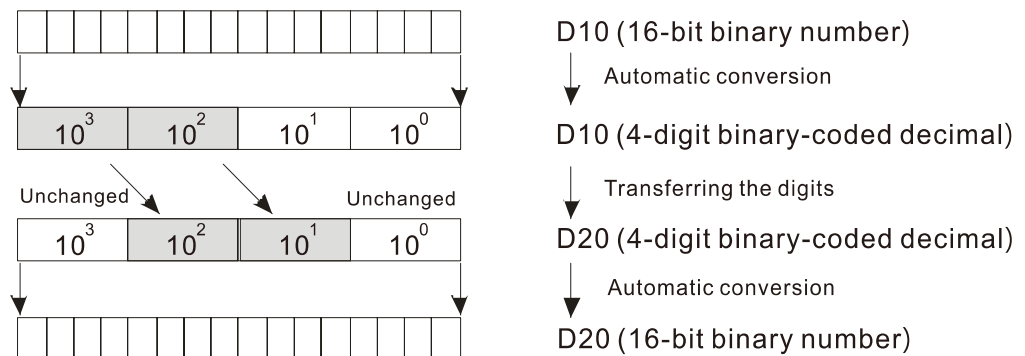 D10 (16-bit binary number)
Automatic conversion
10³ 10² 10¹ 10⁰
D10 (4-digit binary-coded decimal)
Unchanged
Unchanged
Transferring the digits
10³ 10² 10¹ 10⁰
D20 (4-digit binary-coded decimal)
Automatic conversion
D20 (16-bit binary number)